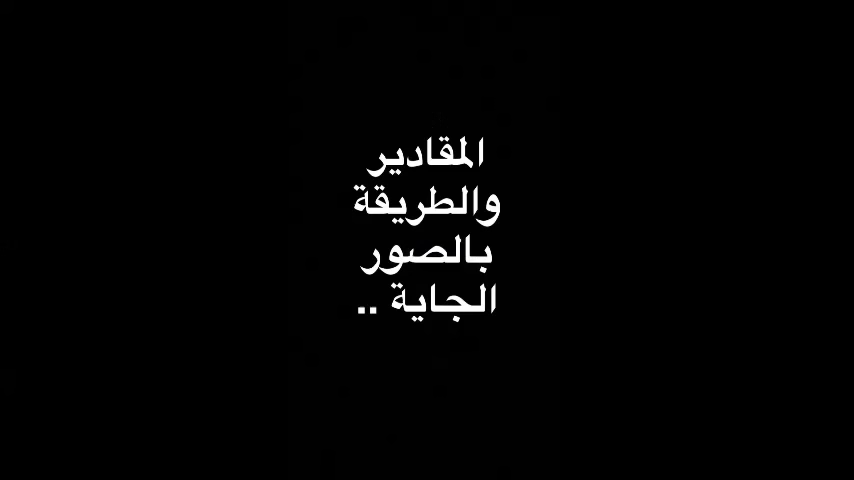 المقادير
والطريقة
بالصور
الجاية ..